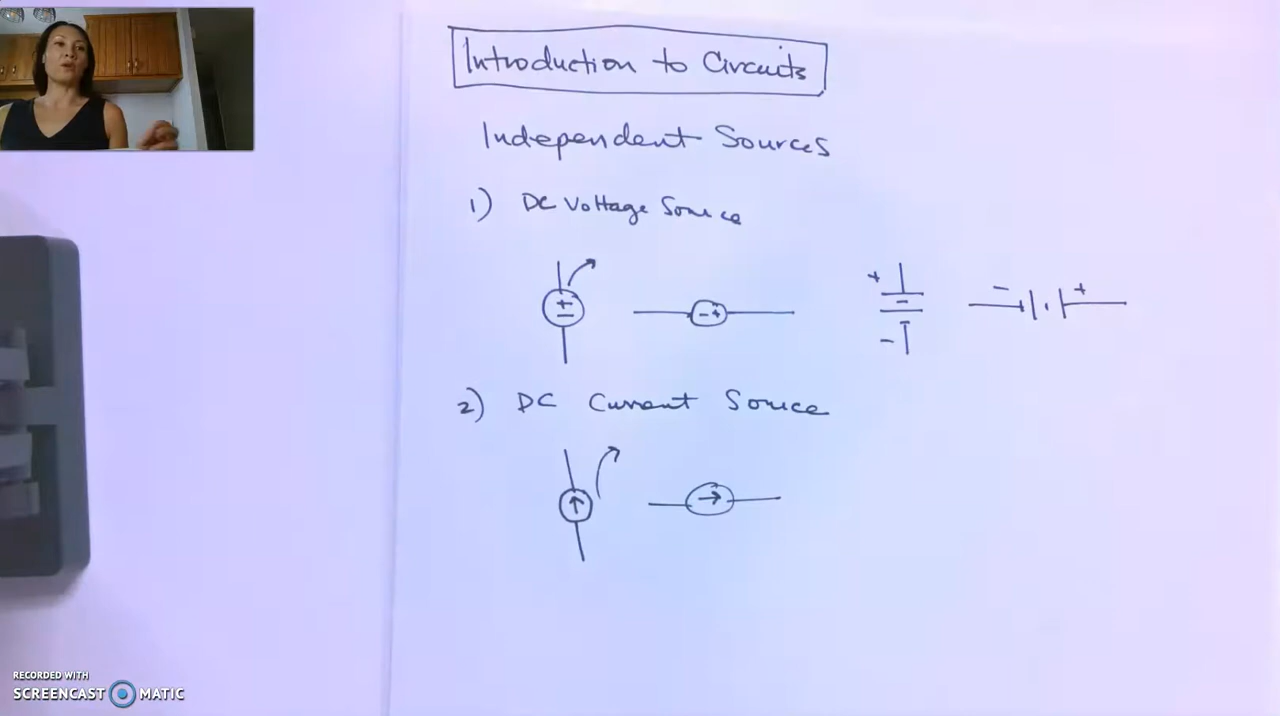 Introduction to Circuits
Independent Sources
1) DC Voltage Source
+ -
- +
+ -
- +
2) DC Current Source
RECORDED WITH
SCREENCAST MATIC